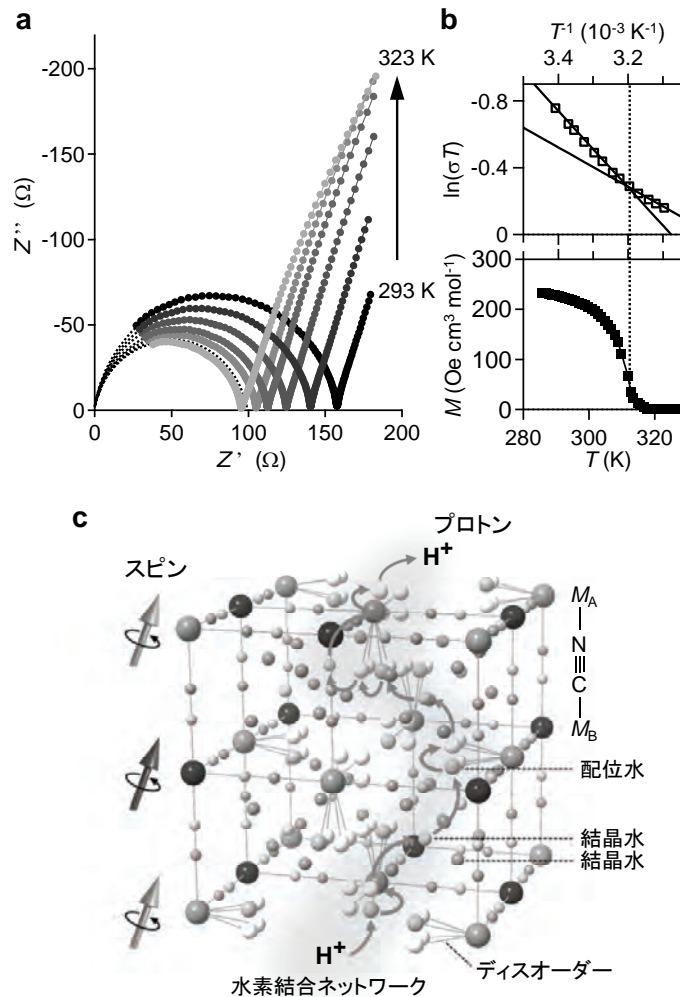 a
Z'' (Ω)
-200
-150
-100
-50
0
323 K
293 K
0
50
100
150
200
Z' (Ω)
b
T⁻¹ (10⁻³ K⁻¹)
3.4
3.2
ln(σT)
-0.8
-0.4
0
M (Oe cm³ mol⁻¹)
300
200
100
0
280
300
320
T (K)
c
プロトン
H⁺
スピン
M_A
N
C
M_B
配位水
結晶水
結晶水
ディスオーダー
H⁺
水素結合ネットワーク